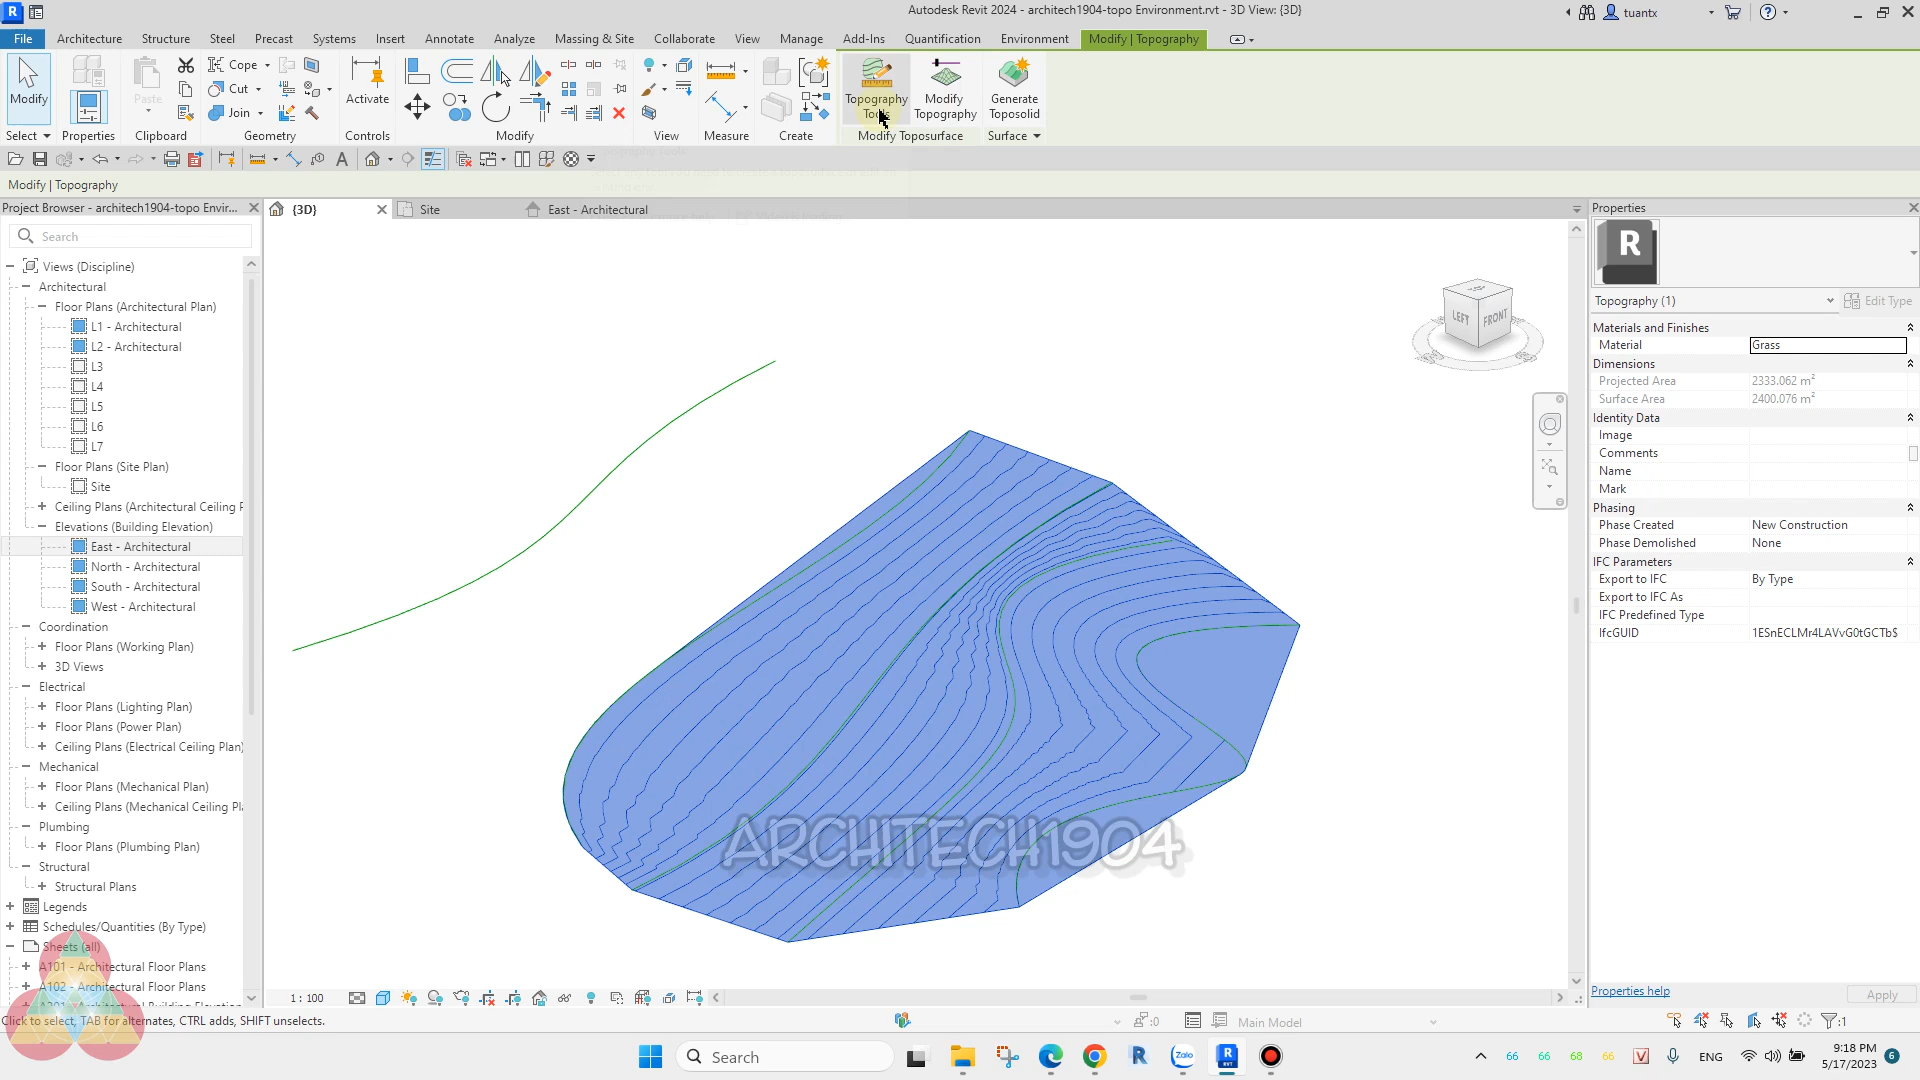 R
Autodesk Revit 2024 - architech1904-topo Environment.rvt - 3D View: {3D}
tuantx
File
Architecture
Structure
Steel
Precast
Systems
Insert
Annotate
Analyze
Massing & Site
Collaborate
View
Manage
Add-Ins
Quantification
Environment
Modify | Topography
Modify
Paste
Cope
Cut
Join
Activate
Topography
Tools
Modify
Topography
Generate
Toposolid
Select
Properties
Clipboard
Geometry
Controls
Modify
View
Measure
Create
Modify Toposurface
Surface
Modify | Topography
Project Browser - architech1904-topo Envir...
{3D}
Site
East - Architectural
Properties
Search
Views (Discipline)
Architectural
Floor Plans (Architectural Plan)
L1 - Architectural
L2 - Architectural
L3
L4
L5
L6
L7
Floor Plans (Site Plan)
Site
Ceiling Plans (Architectural Ceiling F
Elevations (Building Elevation)
East - Architectural
North - Architectural
South - Architectural
West - Architectural
Coordination
Floor Plans (Working Plan)
3D Views
Electrical
Floor Plans (Lighting Plan)
Floor Plans (Power Plan)
Ceiling Plans (Electrical Ceiling Plan)
Mechanical
Floor Plans (Mechanical Plan)
Ceiling Plans (Mechanical Ceiling Pl
Plumbing
Floor Plans (Plumbing Plan)
Structural
Structural Plans
Legends
Schedules/Quantities (By Type)
Sheets (all)
A101 - Architectural Floor Plans
A102 - Architectural Floor Plans
LEFT
FRONT
ARCHITECH1904
R
Topography (1)
Edit Type
Materials and Finishes
Material Grass
Dimensions
Projected Area 2333.062 m²
Surface Area 2400.076 m²
Identity Data
Image
Comments
Name
Mark
Phasing
Phase Created New Construction
Phase Demolished None
IFC Parameters
Export to IFC By Type
Export to IFC As
IFC Predefined Type
IfcGUID 1ESnECLMr4LAVvG0tGCTb$
Properties help
Apply
1 : 100
Click to select, TAB for alternates, CTRL adds, SHIFT unselects.
:0
Main Model
:1
Search
Zalo
66
66
68
66
V
ENG
9:18 PM
5/17/2023
6